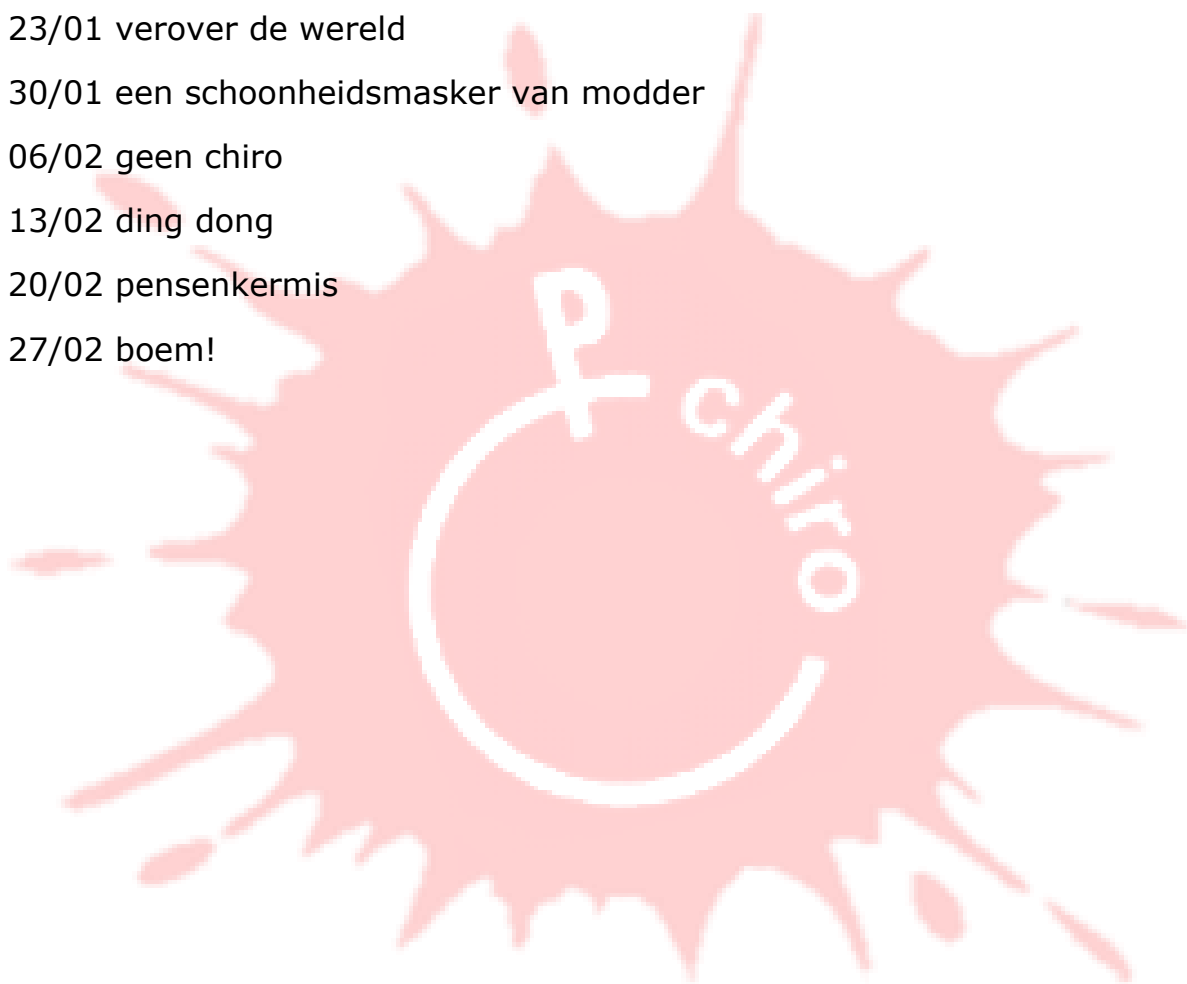 23/01 verover de wereld
30/01 een schoonheidsmasker van modder
06/02 geen chiro
13/02 ding dong
20/02 pensenkermis
27/02 boem!
chiro